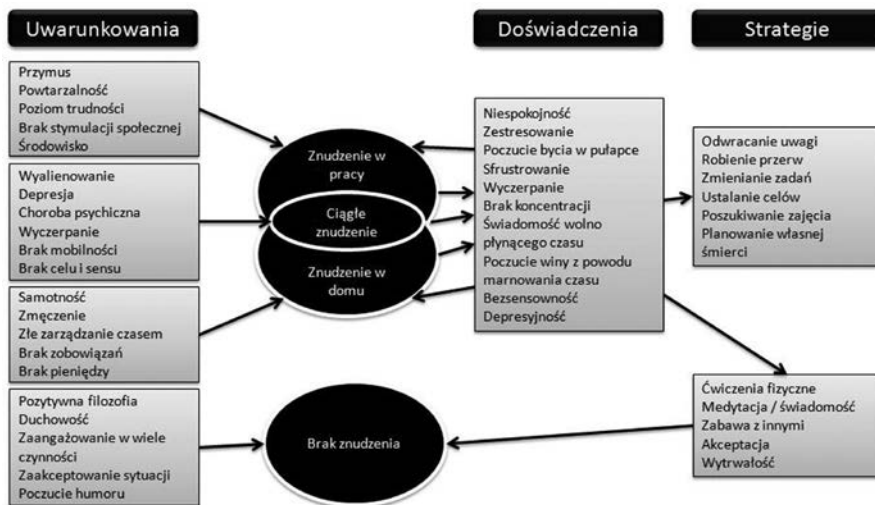 Uwarunkowania
Doświadczenia
Strategie
Przymus
Powtarzalność
Poziom trudności
Brak stymulacji społecznej
Środowisko
Wyalienowanie
Depresja
Choroba psychiczna
Wyczerpanie
Brak mobilności
Brak celu i sensu
Samotność
Zmęczenie
Złe zarządzanie czasem
Brak zobowiązań
Brak pieniędzy
Pozytywna filozofia
Duchowość
Zaangażowanie w wiele
czynności
Zaakceptowanie sytuacji
Poczucie humoru
Znudzenie w
pracy
Ciągłe
znudzenie
Znudzenie w
domu
Brak znudzenia
Niespokojność
Zestresowanie
Poczucie bycia w pułapce
Sfrustrowanie
Wyczerpanie
Brak koncentracji
Świadomość wolno
płynącego czasu
Poczucie winy z powodu
marnowania czasu
Bezsensowność
Depresyjność
Odwracanie uwagi
Robienie przerw
Zmienianie zadań
Ustalanie celów
Poszukiwanie zajęcia
Planowanie własnej
śmierci
Ćwiczenia fizyczne
Medytacja / świadomość
Zabawa z innymi
Akceptacja
Wytrwałość